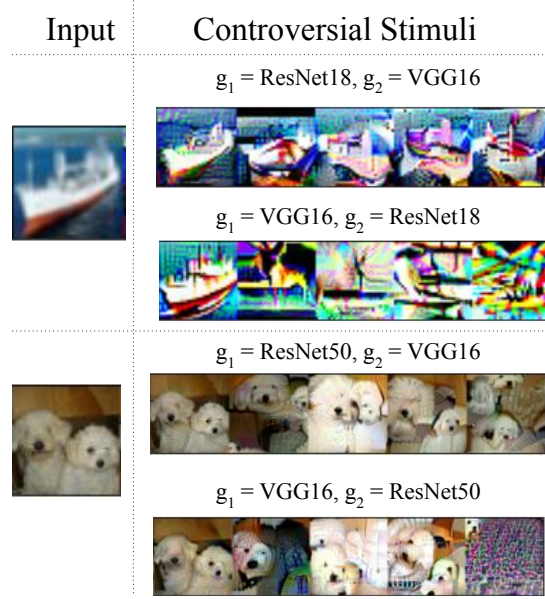 Input Controversial Stimuli
g₁ = ResNet18, g₂ = VGG16
g₁ = VGG16, g₂ = ResNet18
g₁ = ResNet50, g₂ = VGG16
g₁ = VGG16, g₂ = ResNet50